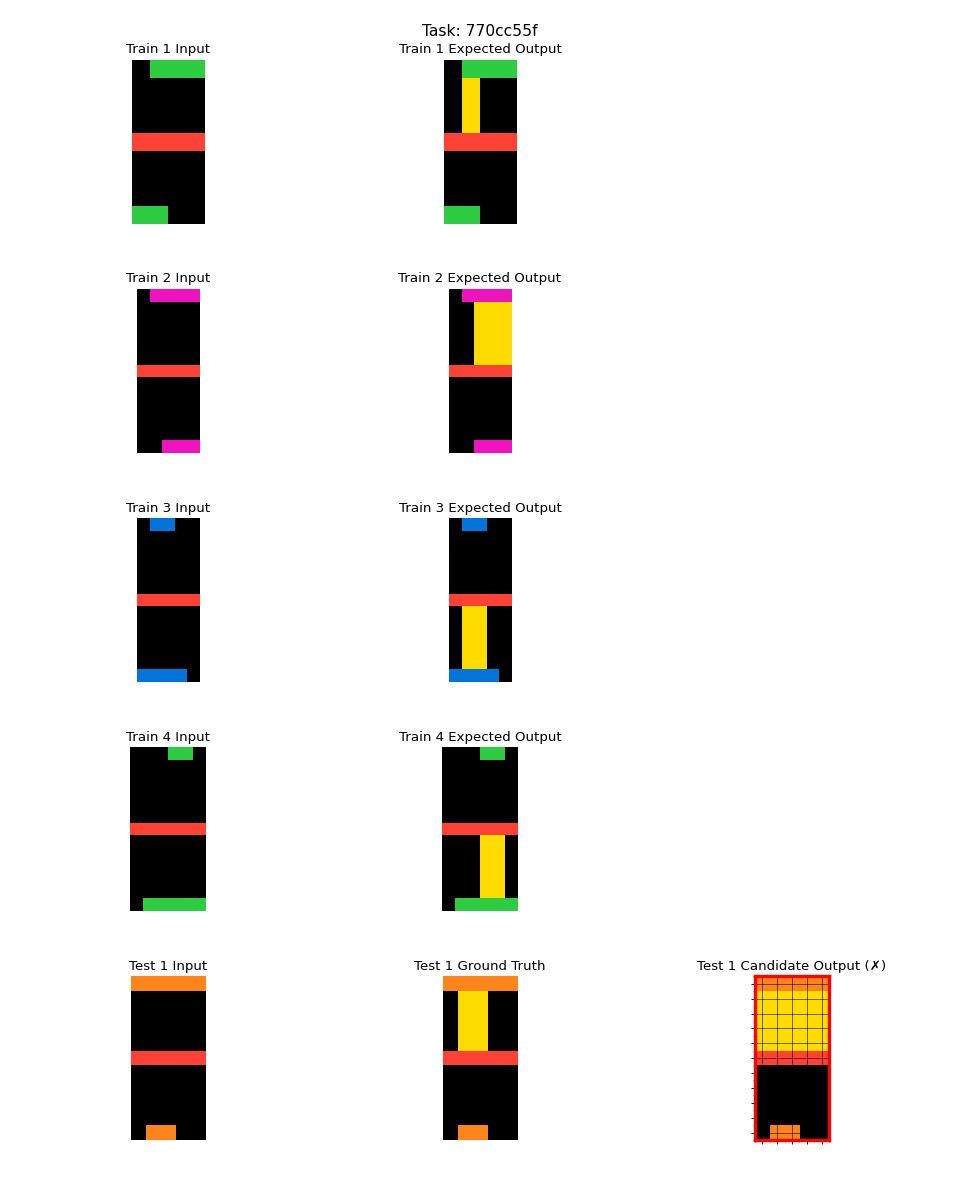 Task: 770cc55f
Train 1 Input
Train 1 Expected Output
Train 2 Input
Train 2 Expected Output
Train 3 Input
Train 3 Expected Output
Train 4 Input
Train 4 Expected Output
Test 1 Input
Test 1 Ground Truth
Test 1 Candidate Output (✗)